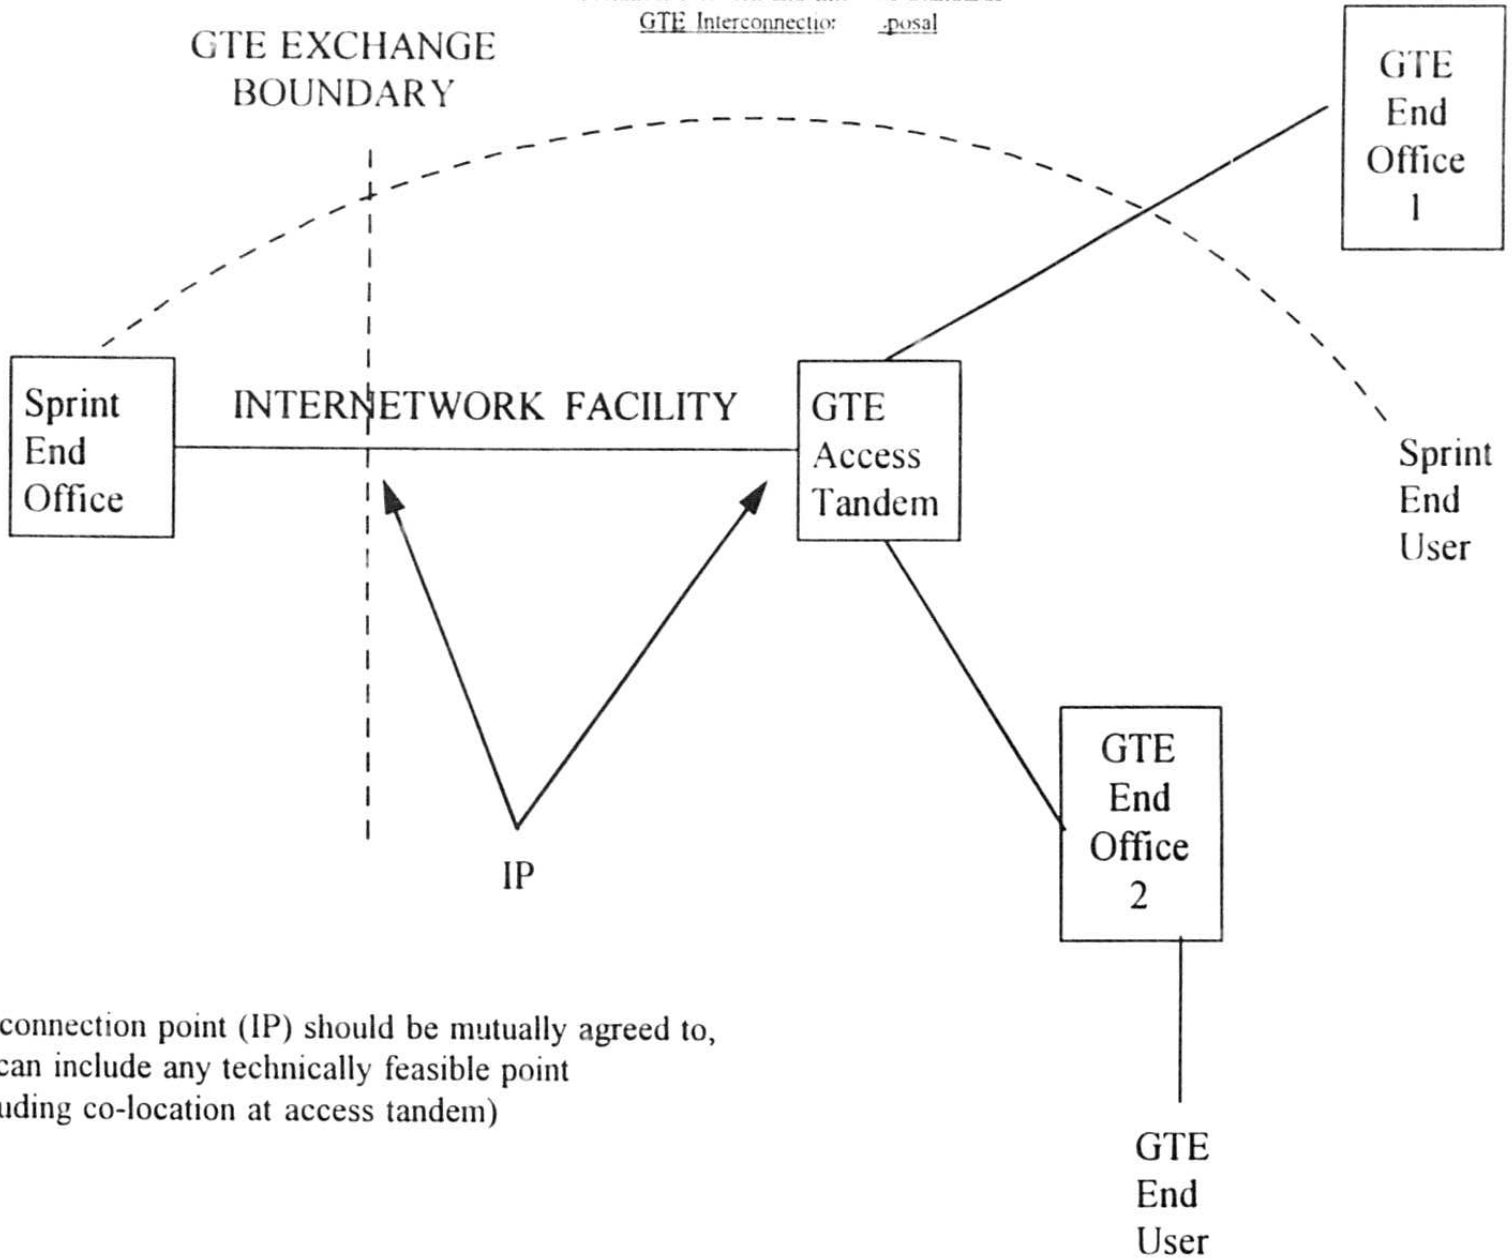 GTE Interconnection
GTE EXCHANGE
BOUNDARY
GTE
End
Office
1
Sprint
End
Office
INTERNETWORK FACILITY
GTE
Access
Tandem
Sprint
End
User
GTE
End
Office
2
IP
connection point (IP) should be mutually agreed to,
can include any technically feasible point
uding co-location at access tandem)
GTE
End
User